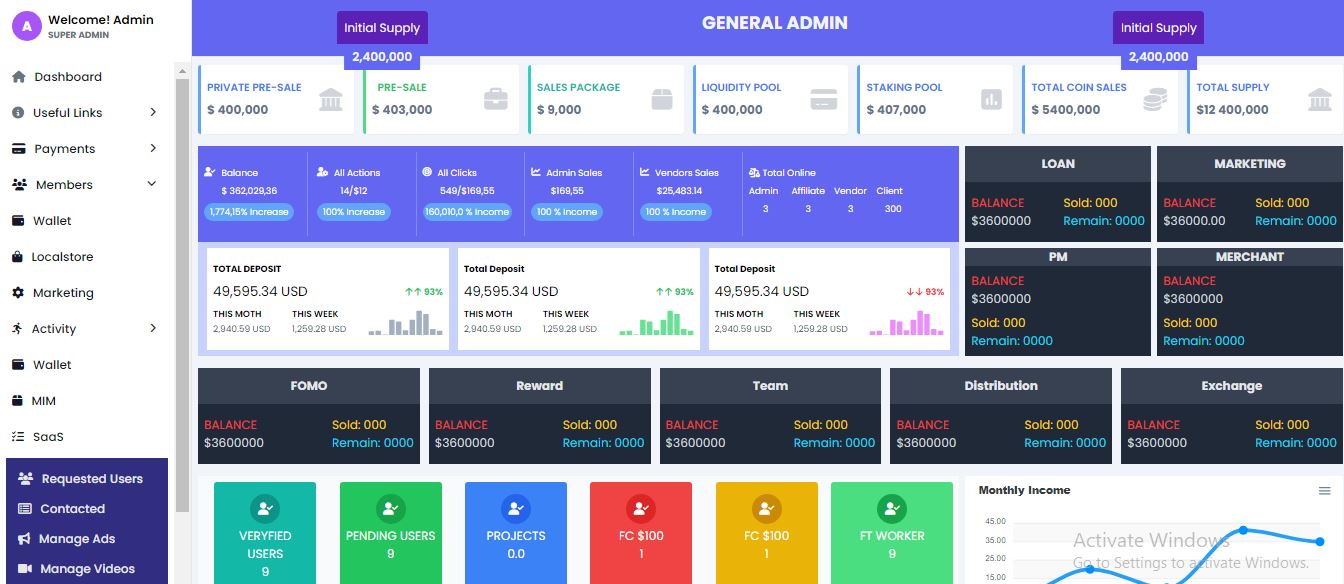 A
Welcome! Admin
SUPER ADMIN
Dashboard
Useful Links
Payments
Members
Wallet
Localstore
Marketing
Activity
Wallet
MIM
SaaS
Requested Users
Contacted
Manage Ads
Manage Videos
Initial Supply
2,400,000
GENERAL ADMIN
Initial Supply
2,400,000
PRIVATE PRE-SALE
$ 400,000
PRE-SALE
$ 403,000
SALES PACKAGE
$ 9,000
LIQUIDITY POOL
$ 400,000
STAKING POOL
$ 407,000
TOTAL COIN SALES
$ 5400,000
TOTAL SUPPLY
$12 400,000
Balance
$ 362,029,36
1,774,15% Increase
All Actions
14/$12
100% Increase
All Clicks
549/$169,55
160,010,0 % Income
Admin Sales
$169,55
100 % Income
Vendors Sales
$25,483.14
100 % Income
Total Online
Admin Affiliate Vendor Client
3 3 3 300
LOAN
BALANCE Sold: 000
$3600000 Remain: 0000
MARKETING
BALANCE Sold: 000
$36000.00 Remain: 0000
TOTAL DEPOSIT
49,595.34 USD
↑↑ 93%
THIS MOTH THIS WEEK
2,940.59 USD 1,259.28 USD
Total Deposit
49,595.34 USD
↑↑ 93%
THIS MOTH THIS WEEK
2,940.59 USD 1,259.28 USD
Total Deposit
49,595.34 USD
↓↓ 93%
THIS MOTH THIS WEEK
2,940.59 USD 1,259.28 USD
PM
BALANCE
$3600000
Sold: 000
Remain: 0000
MERCHANT
BALANCE
$3600000
Sold: 000
Remain: 0000
FOMO
BALANCE Sold: 000
$3600000 Remain: 0000
Reward
BALANCE Sold: 000
$3600000 Remain: 0000
Team
BALANCE Sold: 000
$3600000 Remain: 0000
Distribution
BALANCE Sold: 000
$3600000 Remain: 0000
Exchange
BALANCE Sold: 000
$3600000 Remain: 0000
VERYFIED
USERS
9
PENDING USERS
9
PROJECTS
0.0
FC $100
1
FC $100
1
FT WORKER
9
Monthly Income
45.00
35.00
25.00
15.00
Activate Windows
Go to Settings to activate Windows.